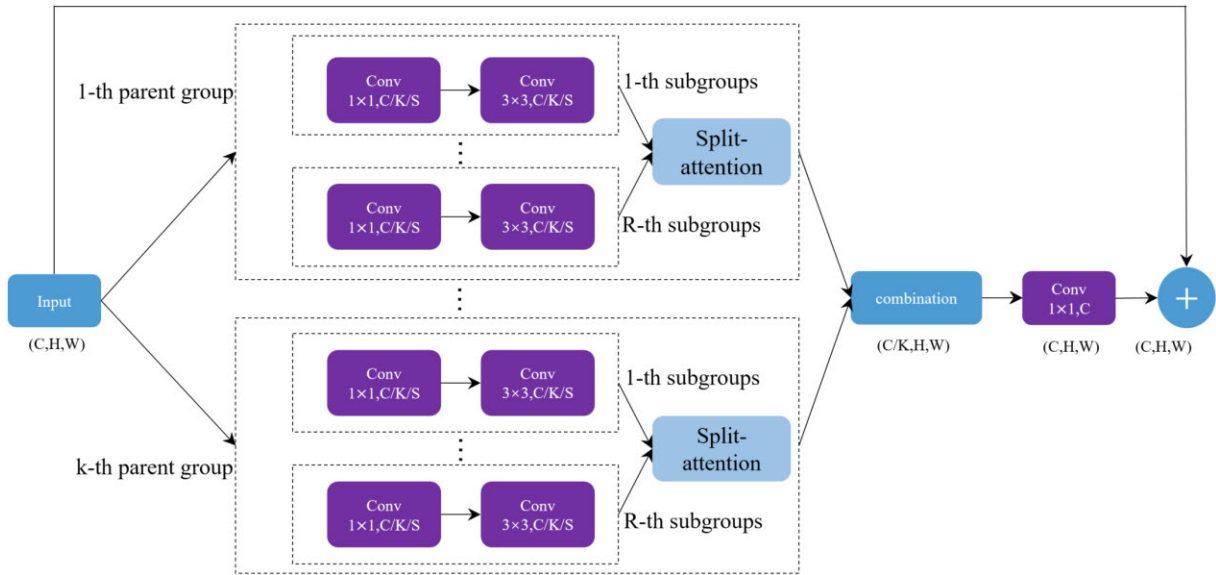 1-th parent group
Conv
1×1,C/K/S
Conv
3×3,C/K/S
1-th subgroups
Split-
attention
Conv
1×1,C/K/S
Conv
3×3,C/K/S
R-th subgroups
Input
(C,H,W)
combination
(C/K,H,W)
Conv
1×1,C
(C,H,W)
+
(C,H,W)
k-th parent group
Conv
1×1,C/K/S
Conv
3×3,C/K/S
1-th subgroups
Split-
attention
Conv
1×1,C/K/S
Conv
3×3,C/K/S
R-th subgroups